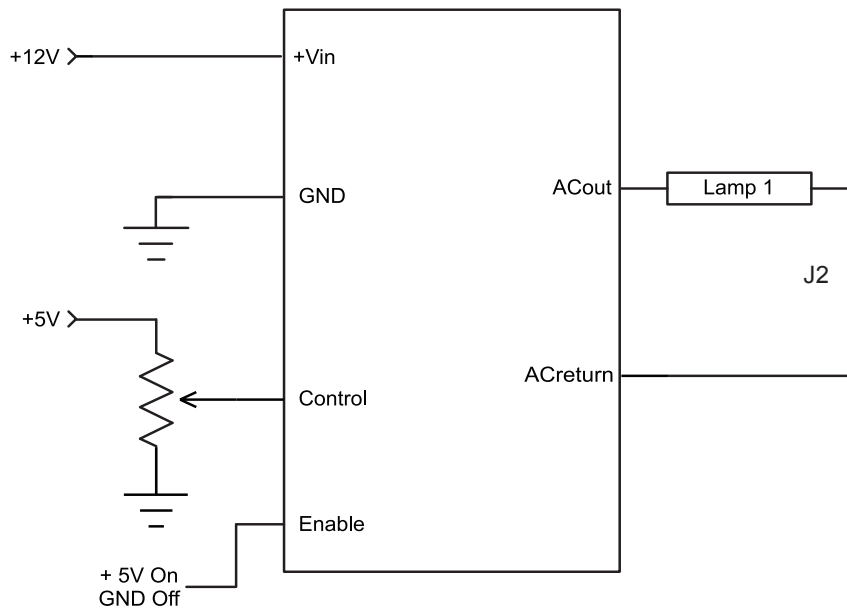 +12V
+Vin
GND
ACout
Lamp 1
J2
+5V
ACreturn
Control
Enable
+ 5V On
GND Off